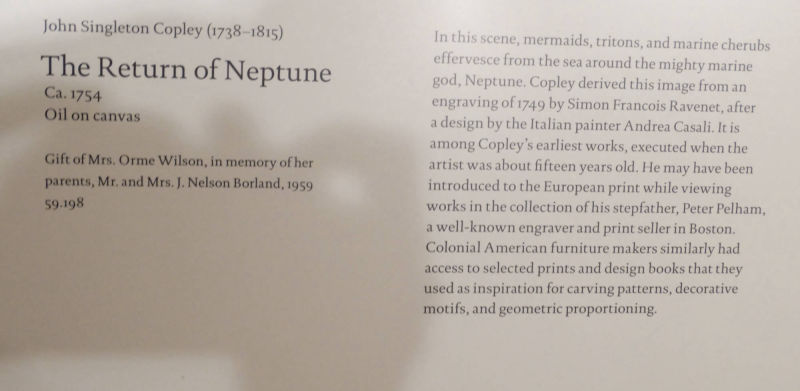 John Singleton Copley (1738–1815)
The Return of Neptune
Ca. 1754
Oil on canvas
Gift of Mrs. Orme Wilson, in memory of her
parents, Mr. and Mrs. J. Nelson Borland, 1959
59.198
In this scene, mermaids, tritons, and marine cherubs
effervesce from the sea around the mighty marine
god, Neptune. Copley derived this image from an
engraving of 1749 by Simon Francois Ravenet, after
a design by the Italian painter Andrea Casali. It is
among Copley's earliest works, executed when the
artist was about fifteen years old. He may have been
introduced to the European print while viewing
works in the collection of his stepfather, Peter Pelham,
a well-known engraver and print seller in Boston.
Colonial American furniture makers similarly had
access to selected prints and design books that they
used as inspiration for carving patterns, decorative
motifs, and geometric proportioning.